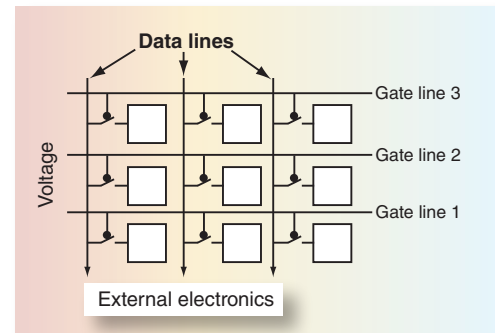 Data lines
Gate line 3
Gate line 2
Gate line 1
Voltage
External electronics